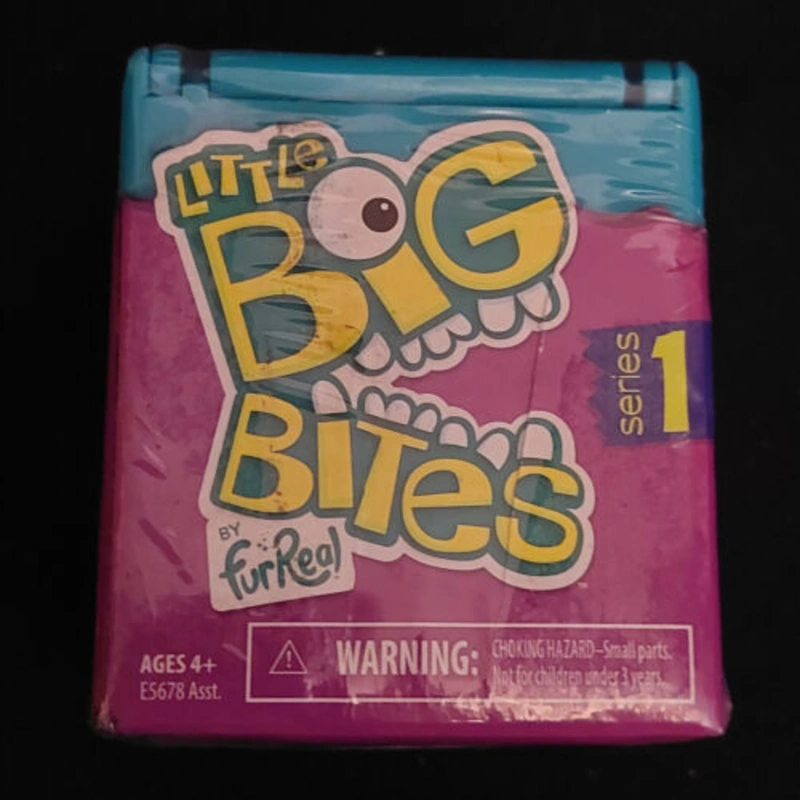 LITTLe
BiG
BiTes
BY
furReal
series 1
AGES 4+
E5678 Asst.
WARNING:
CHOKING HAZARD–Small parts.
Not for children under 3 years.